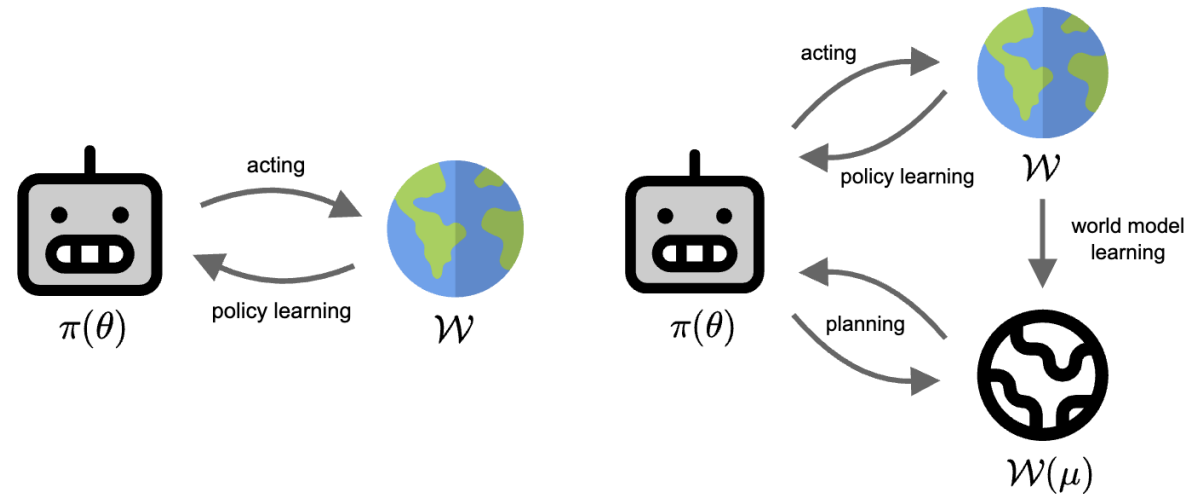 acting
policy learning
π(θ)
𝒲
acting
policy learning
𝒲
world model
learning
planning
π(θ)
𝒲(μ)